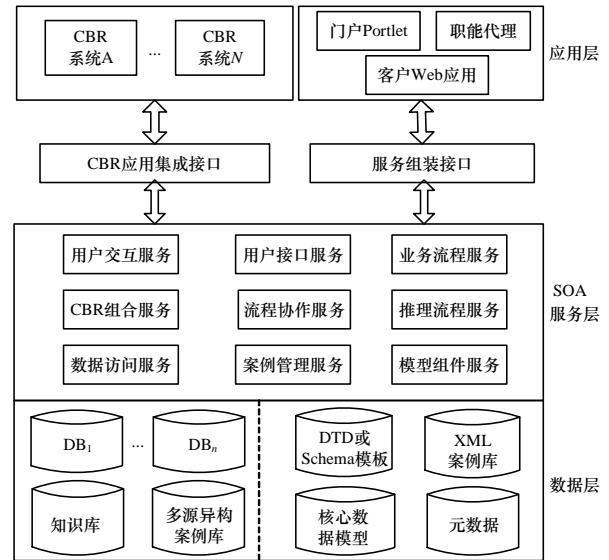 CBR
系统A
...
CBR
系统N
门户Portlet
职能代理
客户Web应用
应用层
CBR应用集成接口
服务组装接口
用户交互服务
用户接口服务
业务流程服务
CBR组合服务
流程协作服务
推理流程服务
数据访问服务
案例管理服务
模型组件服务
SOA
服务层
DB1
...
DBn
DTD或
Schema模板
XML
案例库
知识库
多源异构
案例库
核心数
据模型
元数据
数据层